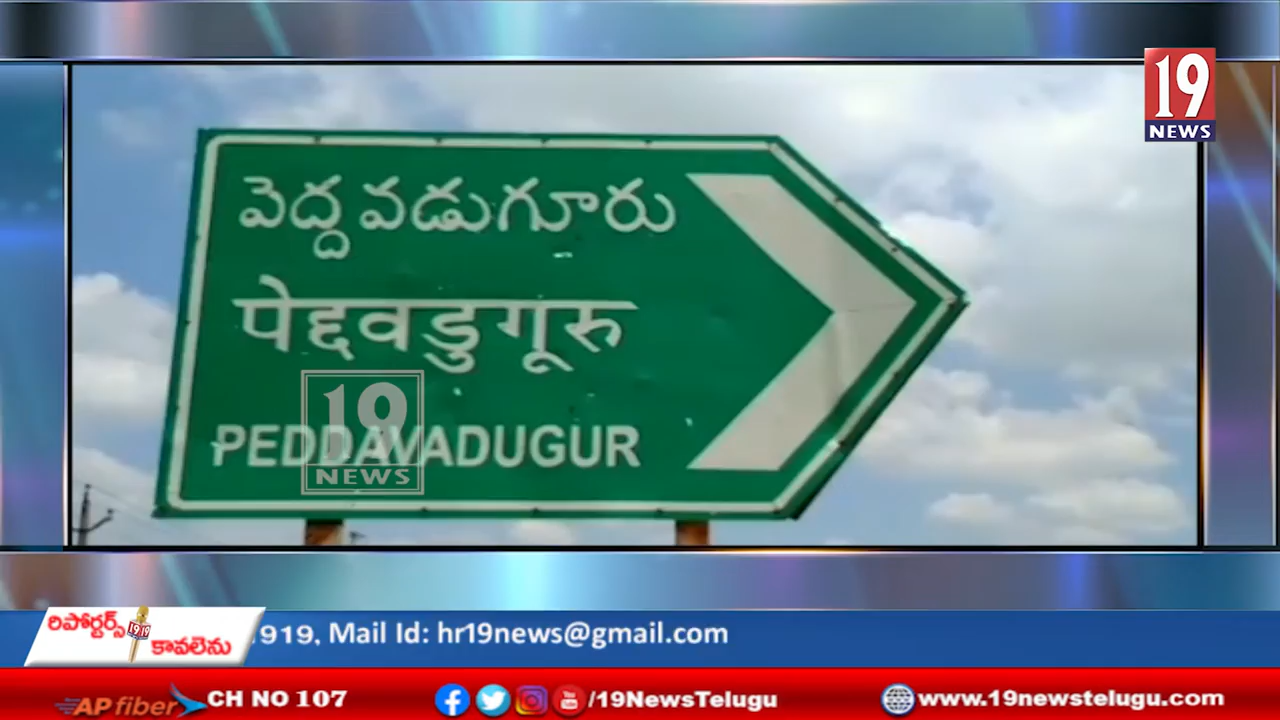 19
NEWS
పెద్దవడుగూరు
पेद्दवडुगूरु
PEDDAVADUGUR
19
NEWS
రిపోర్టర్స్
కావలెను
1919, Mail Id: hr19news@gmail.com
AP fiber CH NO 107
/19NewsTelugu
www.19newstelugu.com